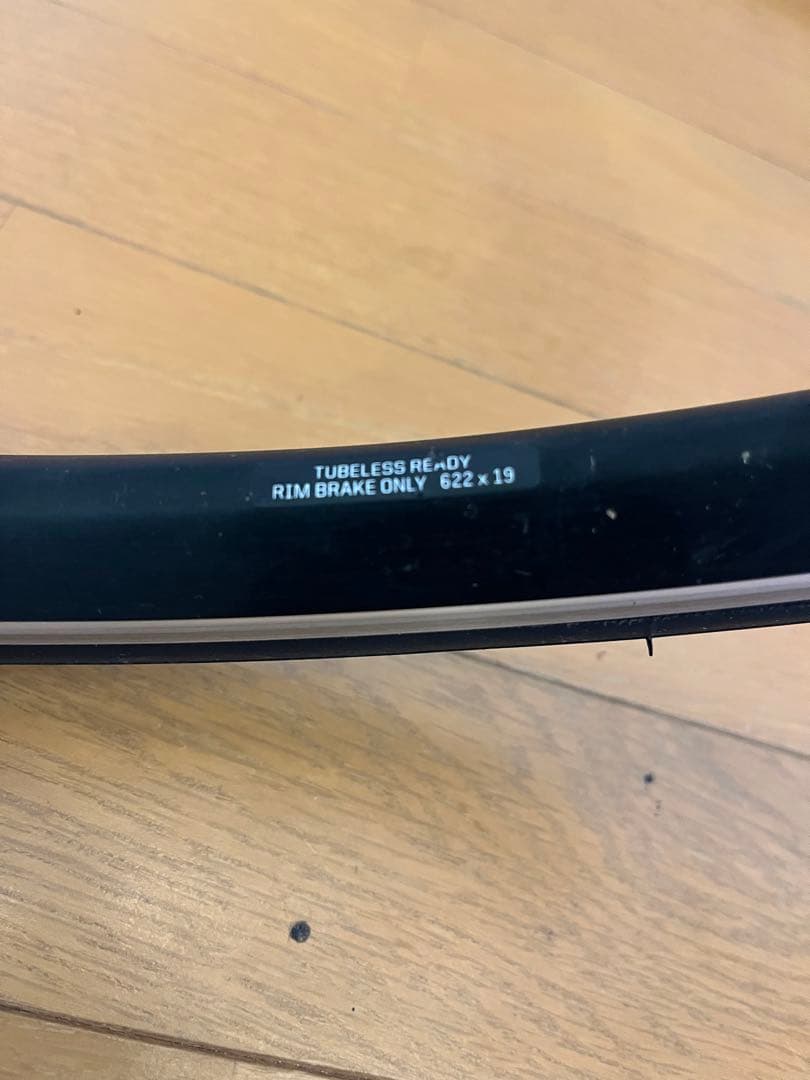 TUBELESS READY
RIM BRAKE ONLY 622 x 19